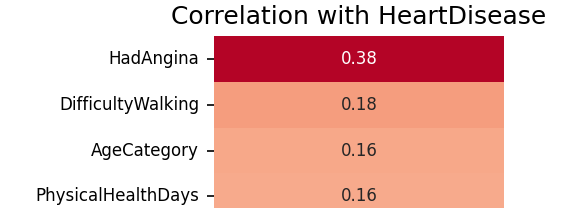 Correlation with HeartDisease
HadAngina 0.38
DifficultyWalking 0.18
AgeCategory 0.16
PhysicalHealthDays 0.16